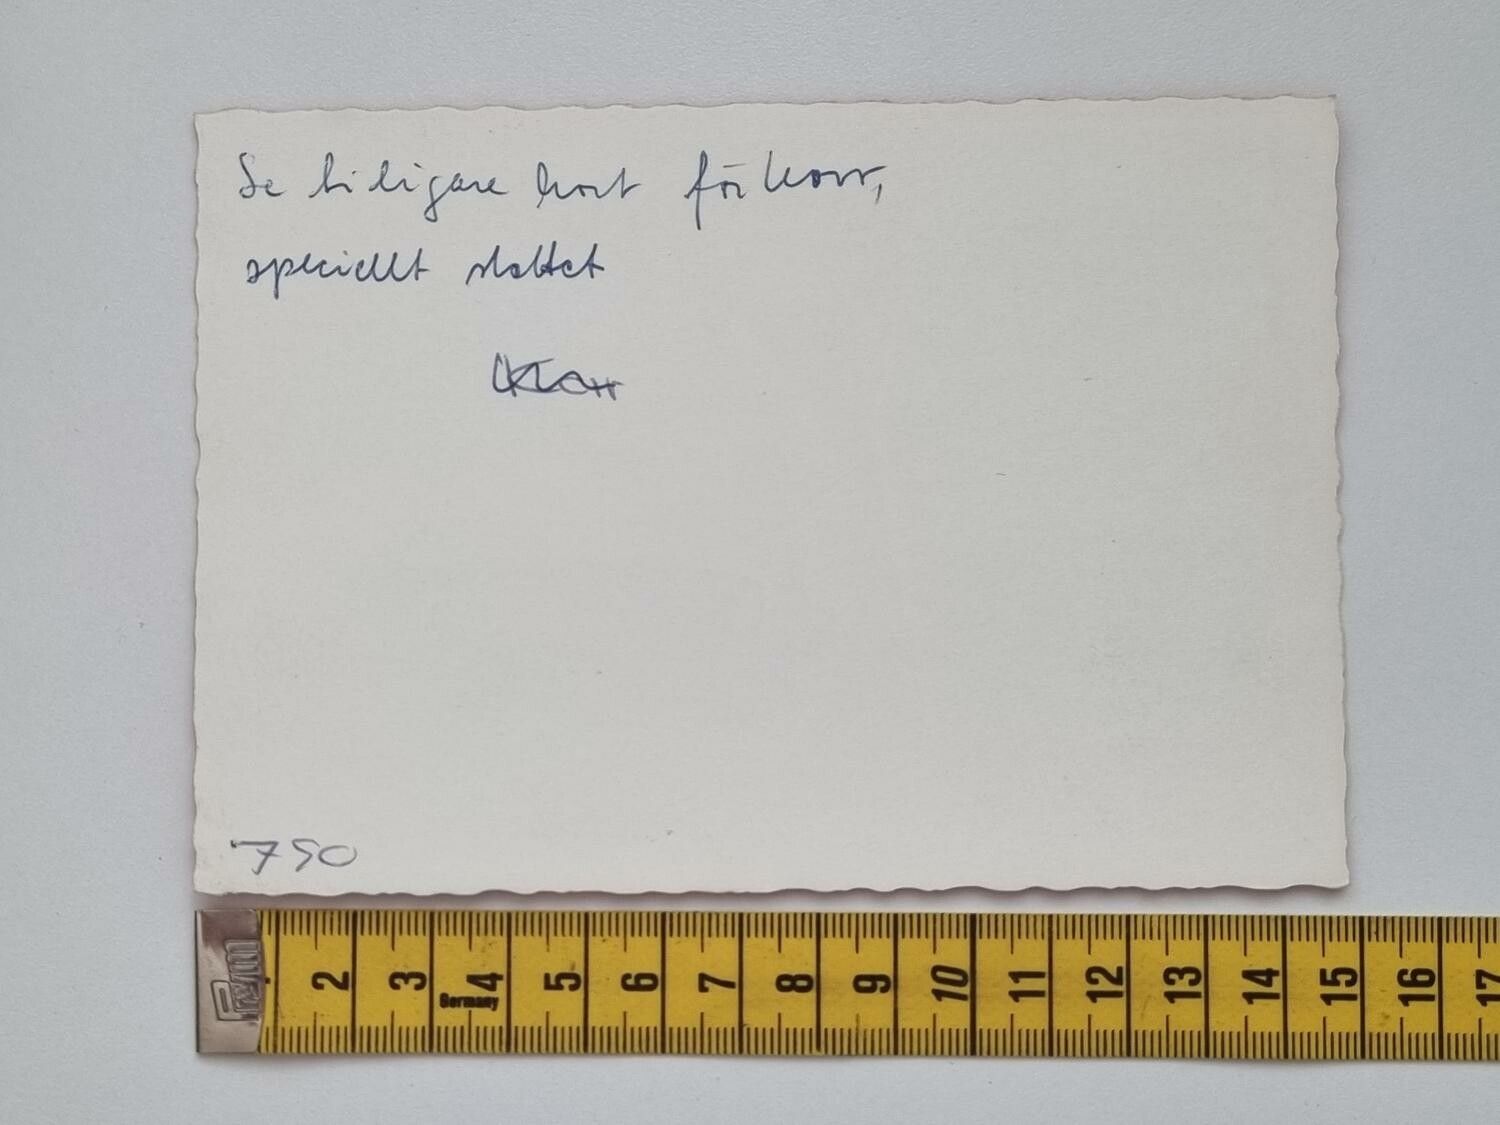 Se tidigare kort för korr,
speciellt slottet
Klar
750
Prym
2 3 4 5 6 7 8 9 10 11 12 13 14 15 16 17
Germany